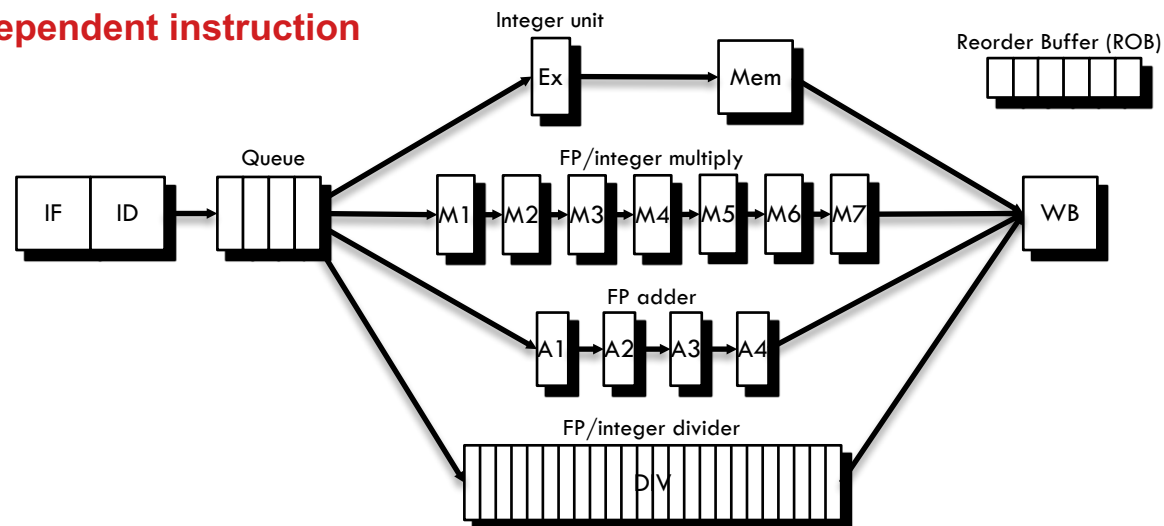 ependent instruction
Integer unit
Reorder Buffer (ROB)
Ex
Mem
Queue
FP/integer multiply
IF
ID
M1
M2
M3
M4
M5
M6
M7
WB
FP adder
A1
A2
A3
A4
FP/integer divider
DIV